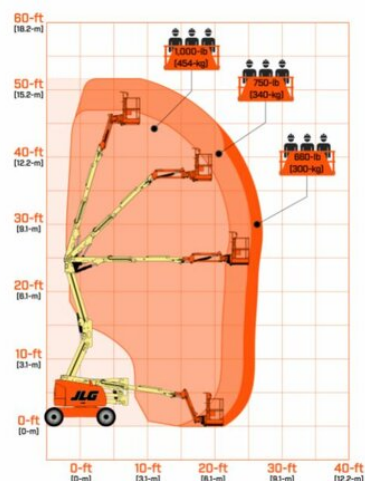 60-ft
[18.2-m]
1,000-lb
(454-kg)
750-lb
(340-kg)
50-ft
[15.2-m]
40-ft
[12.2-m]
660-lb
(300-kg)
30-ft
[9.1-m]
20-ft
[6.1-m]
10-ft
[3.1-m]
JLG
0-ft
[0-m]
0-ft 10-ft 20-ft 30-ft 40-ft
[0-m] [3.1-m] [6.1-m] [9.1-m] [12.2-m]